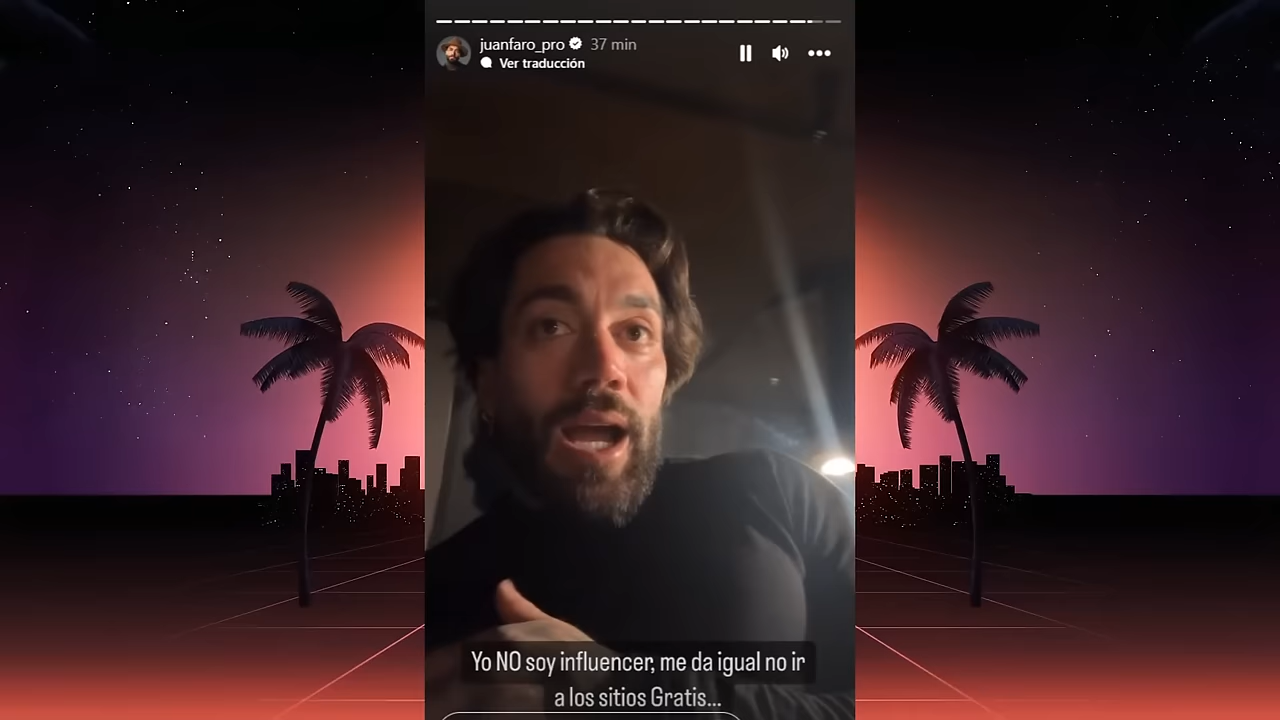 juanfaro_pro 37 min
Ver traducción
Yo NO soy influencer, me da igual no ir
a los sitios Gratis...